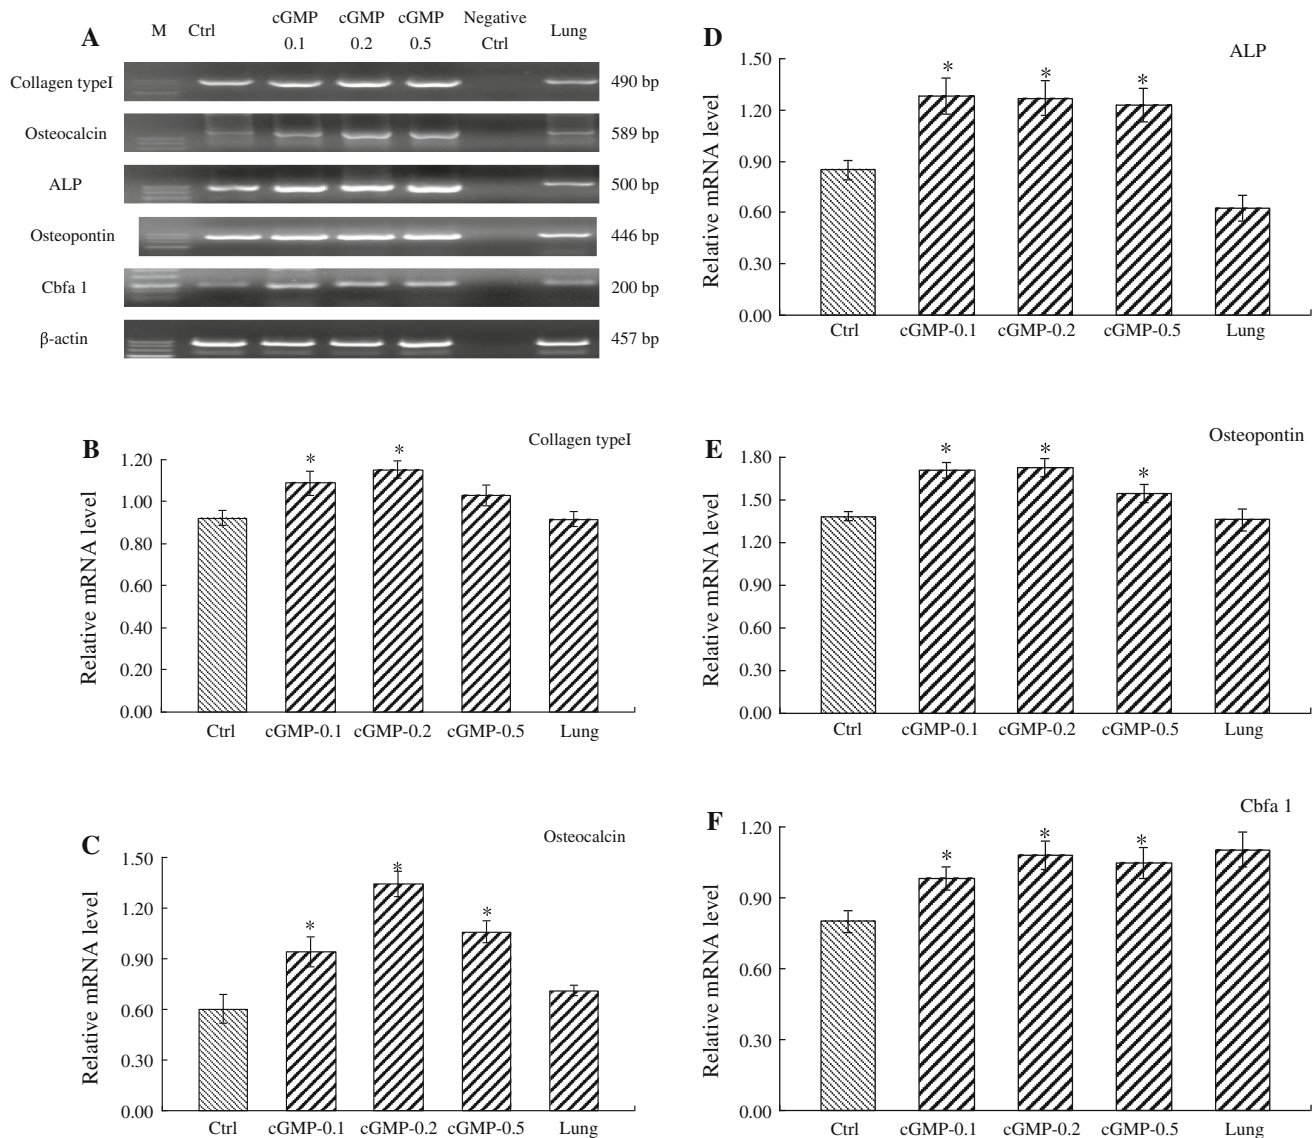 A
M Ctrl cGMP 0.1 cGMP 0.2 cGMP 0.5 Negative Ctrl Lung
Collagen typeI 490 bp
Osteocalcin 589 bp
ALP 500 bp
Osteopontin 446 bp
Cbfa 1 200 bp
β-actin 457 bp
B
Collagen typeI
Relative mRNA level
1.20
1.00
0.80
0.60
0.40
0.20
0.00
* *
Ctrl cGMP-0.1 cGMP-0.2 cGMP-0.5 Lung
C
Osteocalcin
Relative mRNA level
1.50
1.20
0.90
0.60
0.30
0.00
* * *
Ctrl cGMP-0.1 cGMP-0.2 cGMP-0.5 Lung
D
ALP
Relative mRNA level
1.50
1.20
0.90
0.60
0.30
0.00
* * *
Ctrl cGMP-0.1 cGMP-0.2 cGMP-0.5 Lung
E
Osteopontin
Relative mRNA level
1.80
1.50
1.20
0.90
0.60
0.30
0.00
* * *
Ctrl cGMP-0.1 cGMP-0.2 cGMP-0.5 Lung
F
Cbfa 1
Relative mRNA level
1.20
0.90
0.60
0.30
0.00
* * *
Ctrl cGMP-0.1 cGMP-0.2 cGMP-0.5 Lung